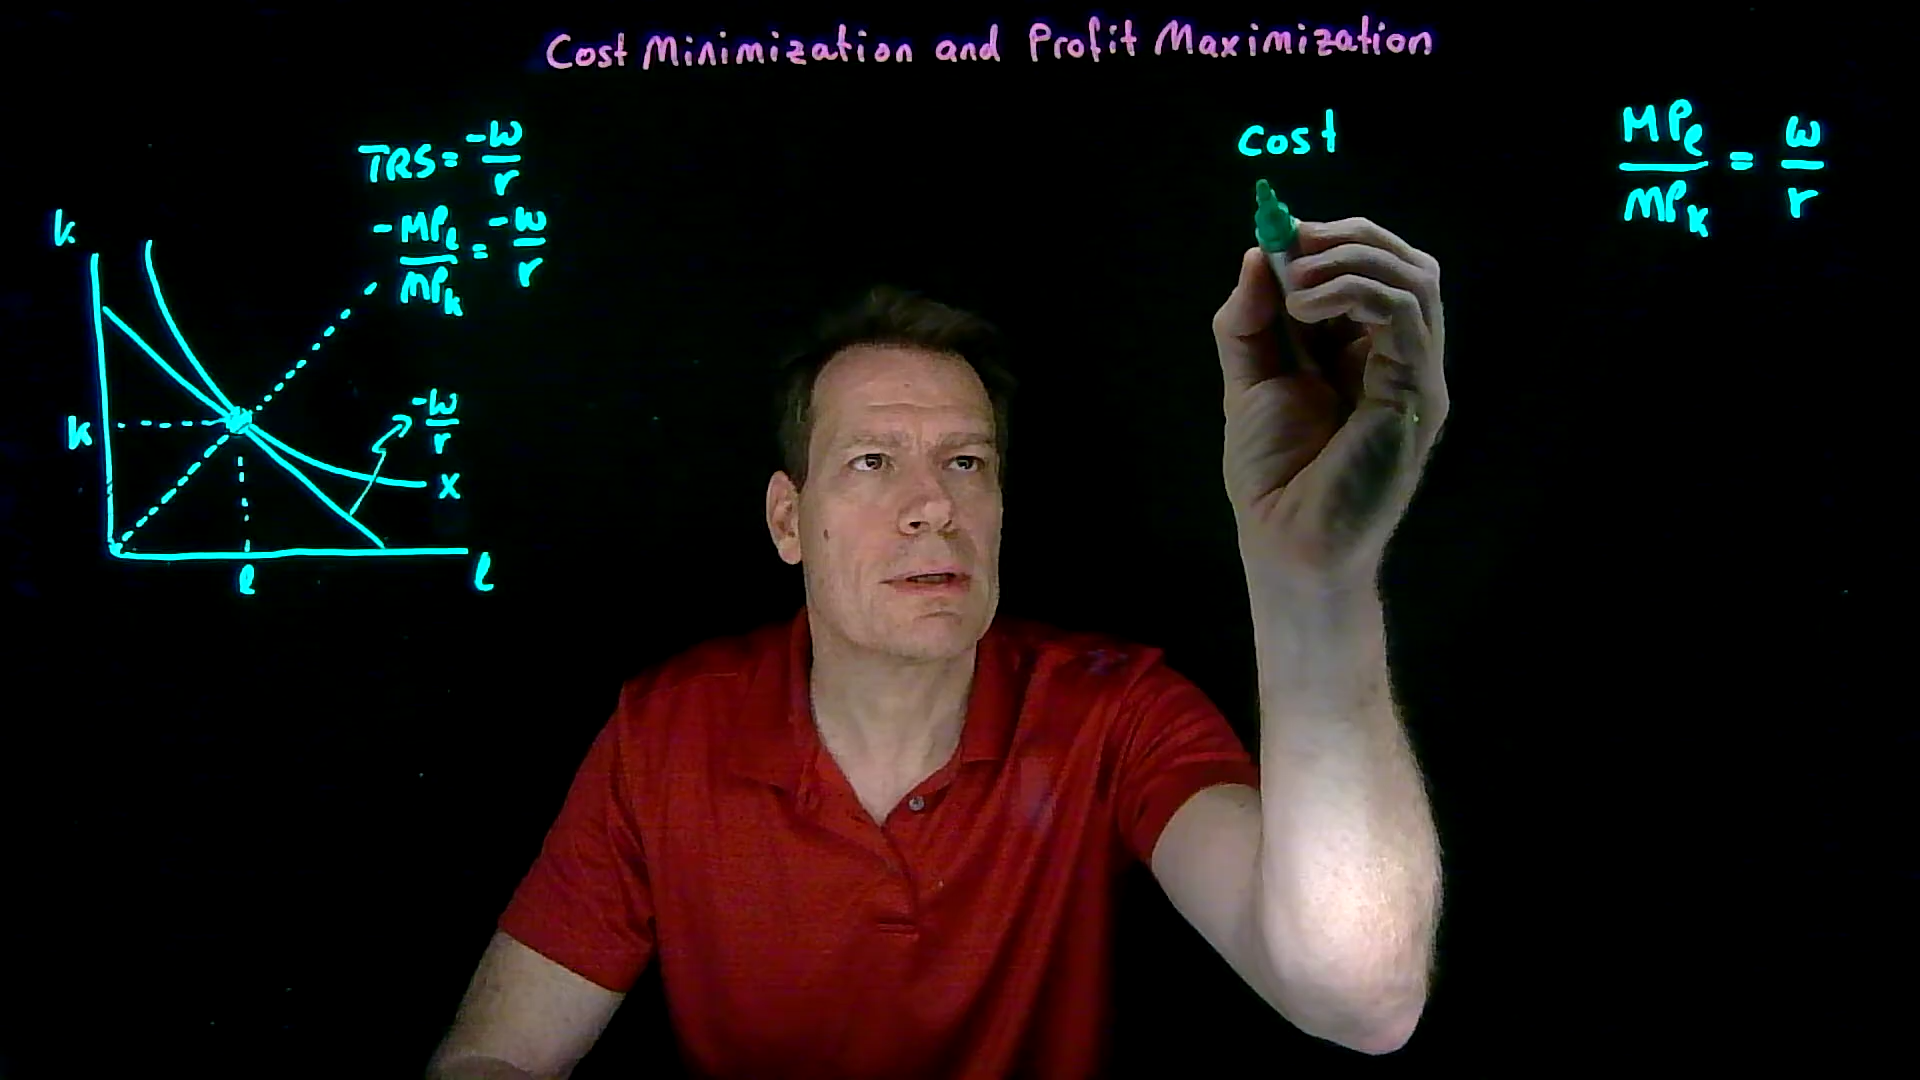 Cost Minimization and Profit Maximization
TRS = -w/r
-MPℓ/MPk = -w/r
k
k
-w/r
x
ℓ
ℓ
cost
MPℓ/MPk = w/r